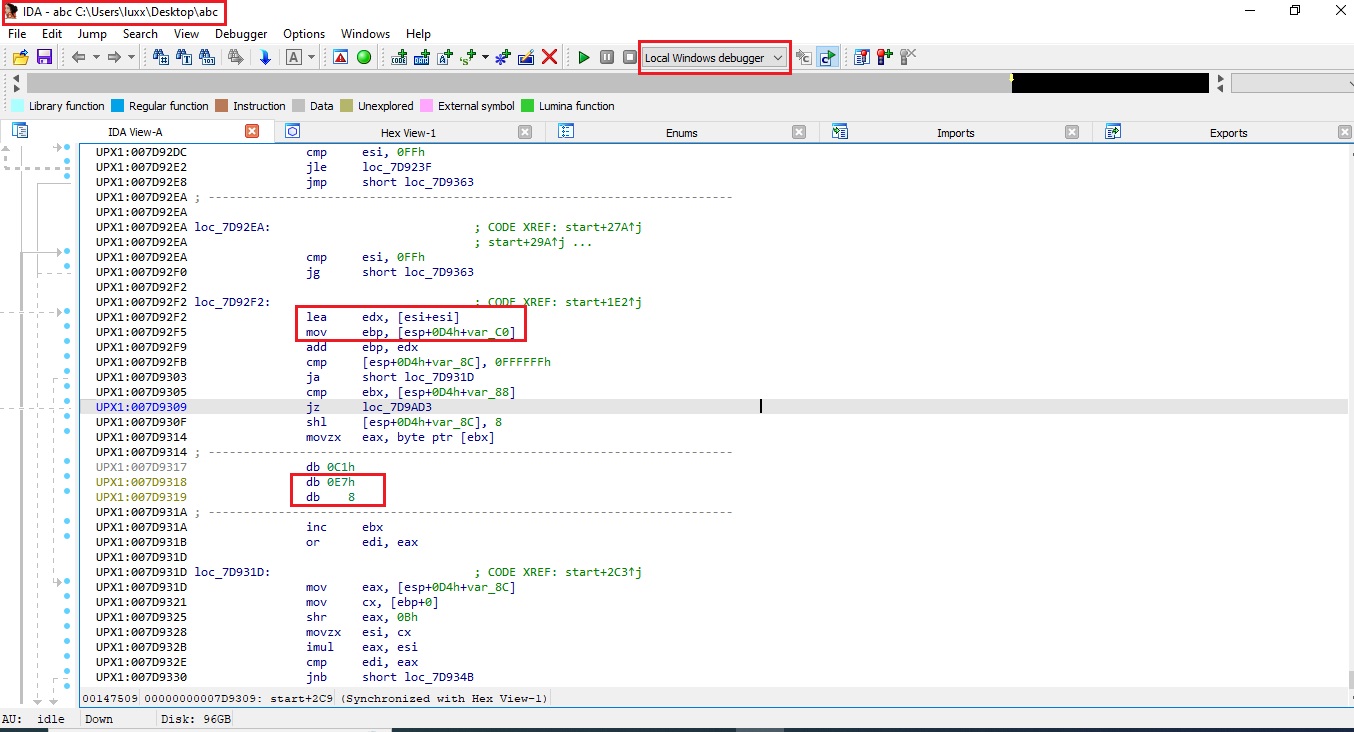 IDA - abc C:\Users\luxx\Desktop\abc
File Edit Jump Search View Debugger Options Windows Help
Local Windows debugger
Library function Regular function Instruction Data Unexplored External symbol Lumina function
IDA View-A Hex View-1 Enums Imports Exports
UPX1:007D92DC cmp esi, 0FFh
UPX1:007D92E2 jle loc_7D923F
UPX1:007D92E8 jmp short loc_7D9363
UPX1:007D92EA ; ---------------------------------------------------------------------------
UPX1:007D92EA
UPX1:007D92EA loc_7D92EA: ; CODE XREF: start+27A↑j
UPX1:007D92EA ; start+29A↑j ...
UPX1:007D92EA cmp esi, 0FFh
UPX1:007D92F0 jg short loc_7D9363
UPX1:007D92F2
UPX1:007D92F2 loc_7D92F2: ; CODE XREF: start+1E2↑j
UPX1:007D92F2 lea edx, [esi+esi]
UPX1:007D92F5 mov ebp, [esp+0D4h+var_C0]
UPX1:007D92F9 add ebp, edx
UPX1:007D92FB cmp [esp+0D4h+var_8C], 0FFFFFFh
UPX1:007D9303 ja short loc_7D931D
UPX1:007D9305 cmp ebx, [esp+0D4h+var_88]
UPX1:007D9309 jz loc_7D9AD3
UPX1:007D930F shl [esp+0D4h+var_8C], 8
UPX1:007D9314 movzx eax, byte ptr [ebx]
UPX1:007D9314 ; ---------------------------------------------------------------------------
UPX1:007D9317 db 0C1h
UPX1:007D9318 db 0E7h
UPX1:007D9319 db 8
UPX1:007D931A ; ---------------------------------------------------------------------------
UPX1:007D931A inc ebx
UPX1:007D931B or edi, eax
UPX1:007D931D
UPX1:007D931D loc_7D931D: ; CODE XREF: start+2C3↑j
UPX1:007D931D mov eax, [esp+0D4h+var_8C]
UPX1:007D9321 mov cx, [ebp+0]
UPX1:007D9325 shr eax, 0Bh
UPX1:007D9328 movzx esi, cx
UPX1:007D932B imul eax, esi
UPX1:007D932E cmp edi, eax
UPX1:007D9330 jnb short loc_7D934B
00147509 00000000007D9309: start+2C9 (Synchronized with Hex View-1)
AU: idle Down Disk: 96GB